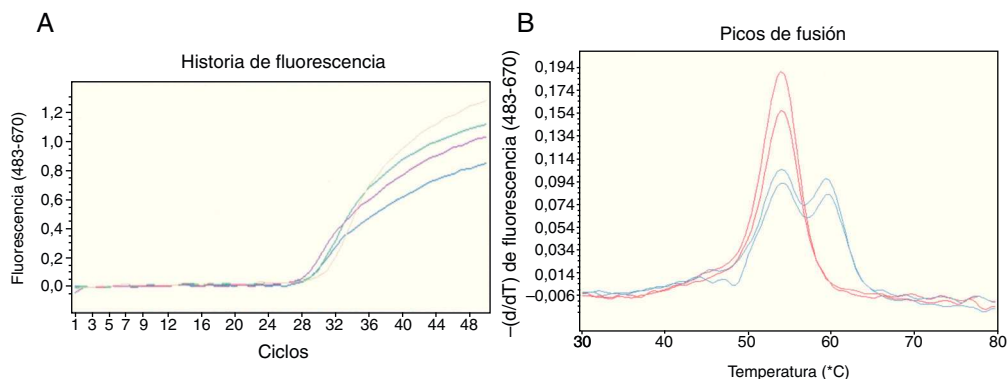 A
Historia de fluorescencia
Fluorescencia (483-670)
1,2
1,0
0,8
0,6
0,4
0,2
0,0
1 3 5 7 9 12 14 16 20 24 28 32 36 40 44 48
Ciclos
B
Picos de fusión
–(d/dT) de fluorescencia (483-670)
0,194
0,174
0,154
0,134
0,114
0,094
0,074
0,054
0,034
0,014
–0,006
30 40 50 60 70 80
Temperatura (*C)